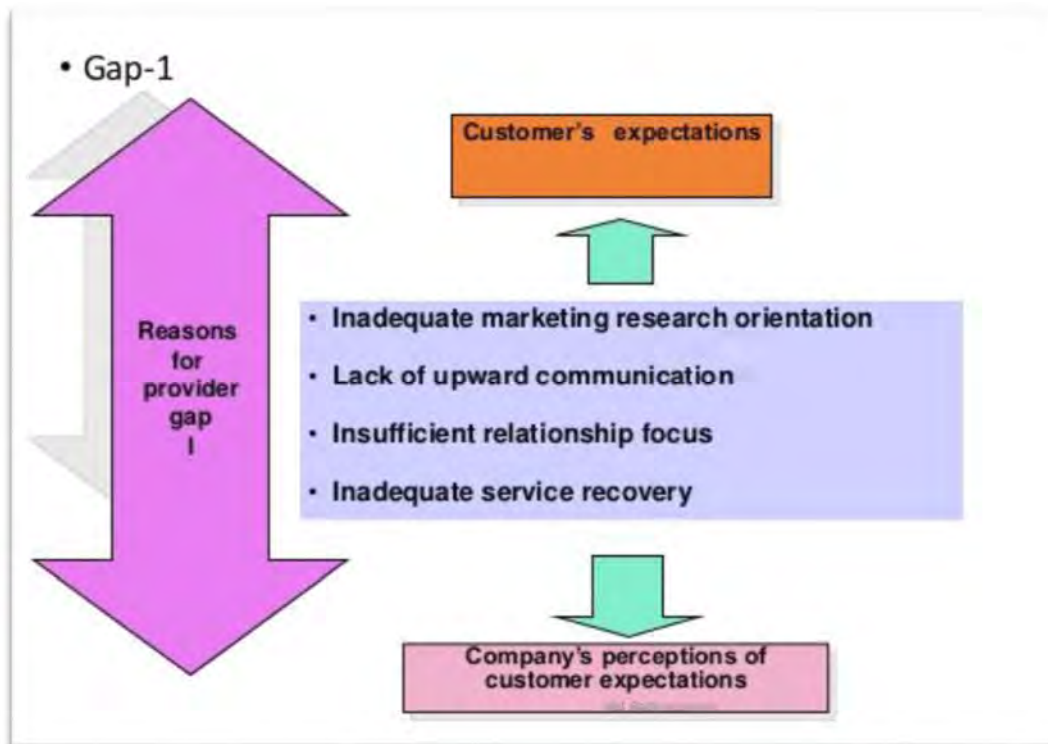 • Gap-1
Customer's expectations
Reasons
for
provider
gap
I
• Inadequate marketing research orientation
• Lack of upward communication
• Insufficient relationship focus
• Inadequate service recovery
Company's perceptions of
customer expectations